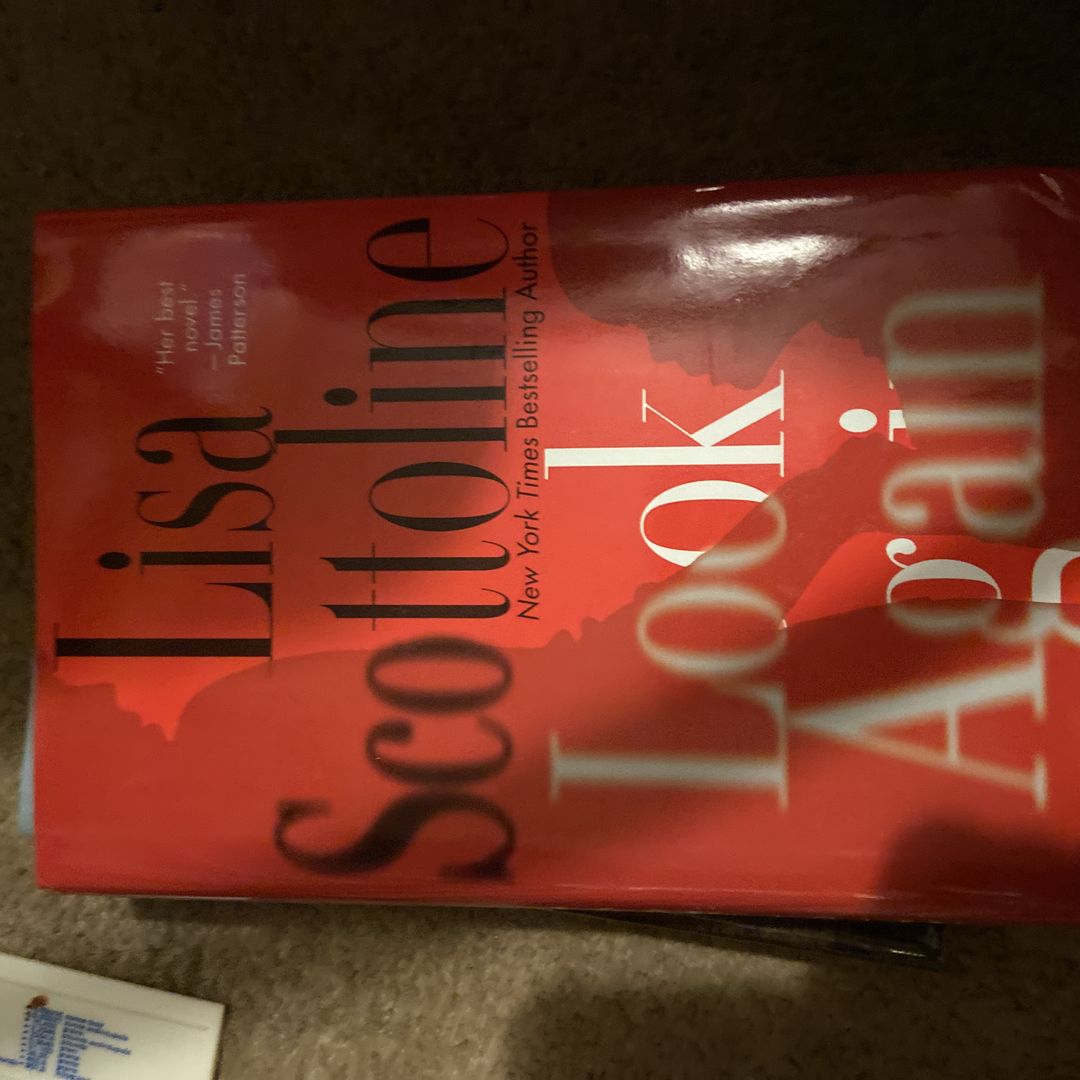 "Her best
novel."
—James
Patterson
Lisa
Scottoline
New York Times Bestselling Author
Look
Again